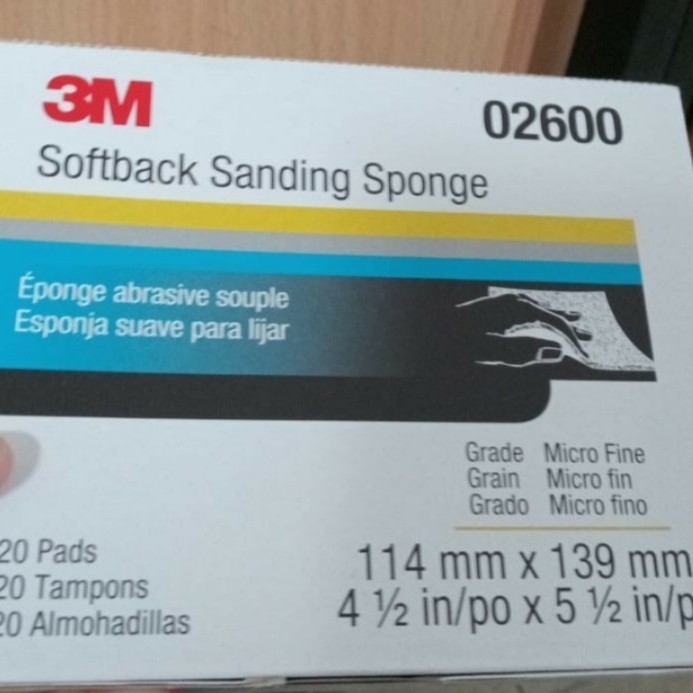 3M
02600
Softback Sanding Sponge
Éponge abrasive souple
Esponja suave para lijar
Grade Micro Fine
Grain Micro fin
Grado Micro fino
20 Pads
20 Tampons
20 Almohadillas
114 mm x 139 mm
4 ½ in/po x 5 ½ in/p